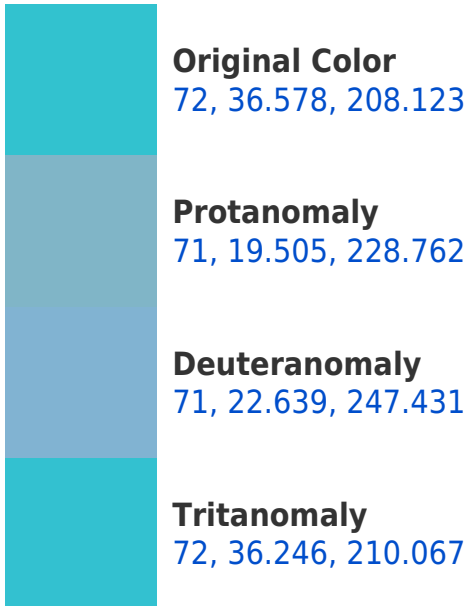 Original Color
72, 36.578, 208.123
Protanomaly
71, 19.505, 228.762
Deuteranomaly
71, 22.639, 247.431
Tritanomaly
72, 36.246, 210.067